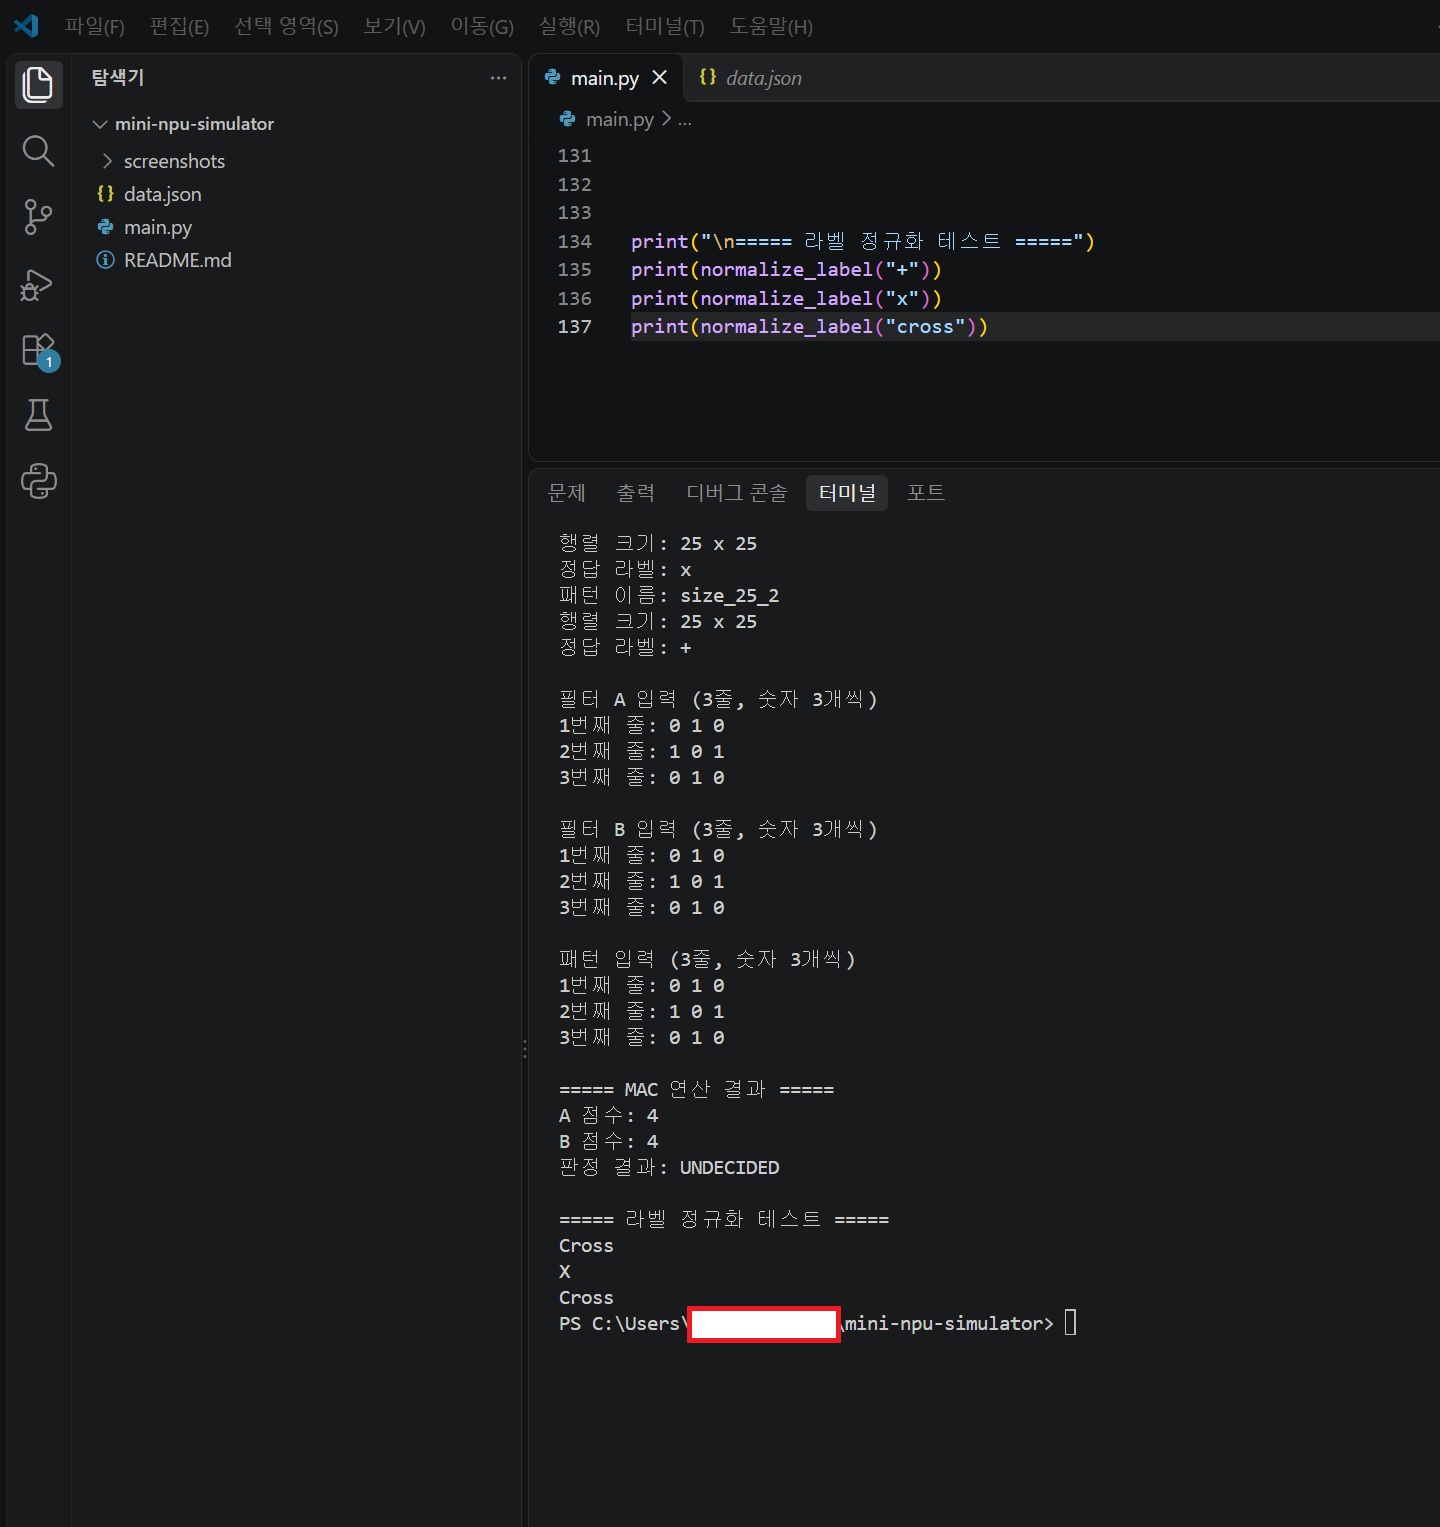 파일(F) 편집(E) 선택 영역(S) 보기(V) 이동(G) 실행(R) 터미널(T) 도움말(H)
탐색기
mini-npu-simulator
screenshots
data.json
main.py
README.md
1
main.py data.json
main.py > ...
131
132
133
134 print("\n===== 라벨 정규화 테스트 =====")
135 print(normalize_label("+"))
136 print(normalize_label("x"))
137 print(normalize_label("cross"))
문제 출력 디버그 콘솔 터미널 포트
행렬 크기: 25 x 25
정답 라벨: x
패턴 이름: size_25_2
행렬 크기: 25 x 25
정답 라벨: +
필터 A 입력 (3줄, 숫자 3개씩)
1번째 줄: 0 1 0
2번째 줄: 1 0 1
3번째 줄: 0 1 0
필터 B 입력 (3줄, 숫자 3개씩)
1번째 줄: 0 1 0
2번째 줄: 1 0 1
3번째 줄: 0 1 0
패턴 입력 (3줄, 숫자 3개씩)
1번째 줄: 0 1 0
2번째 줄: 1 0 1
3번째 줄: 0 1 0
===== MAC 연산 결과 =====
A 점수: 4
B 점수: 4
판정 결과: UNDECIDED
===== 라벨 정규화 테스트 =====
Cross
X
Cross
PS C:\Users\ \mini-npu-simulator>